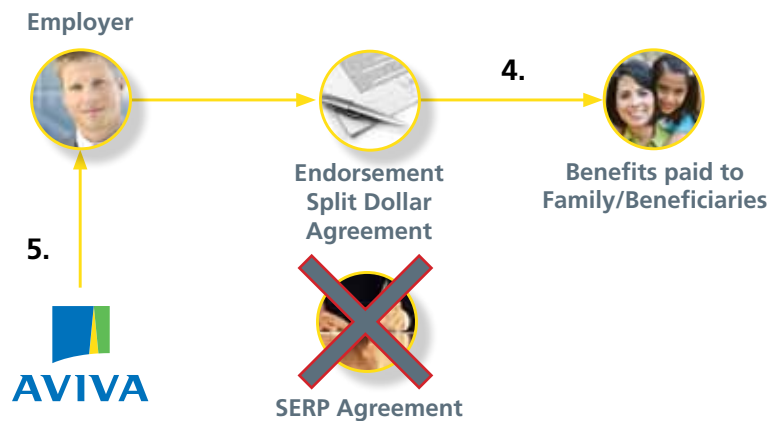 Employer
4.
Endorsement
Split Dollar
Agreement
Benefits paid to
Family/Beneficiaries
5.
AVIVA
SERP Agreement